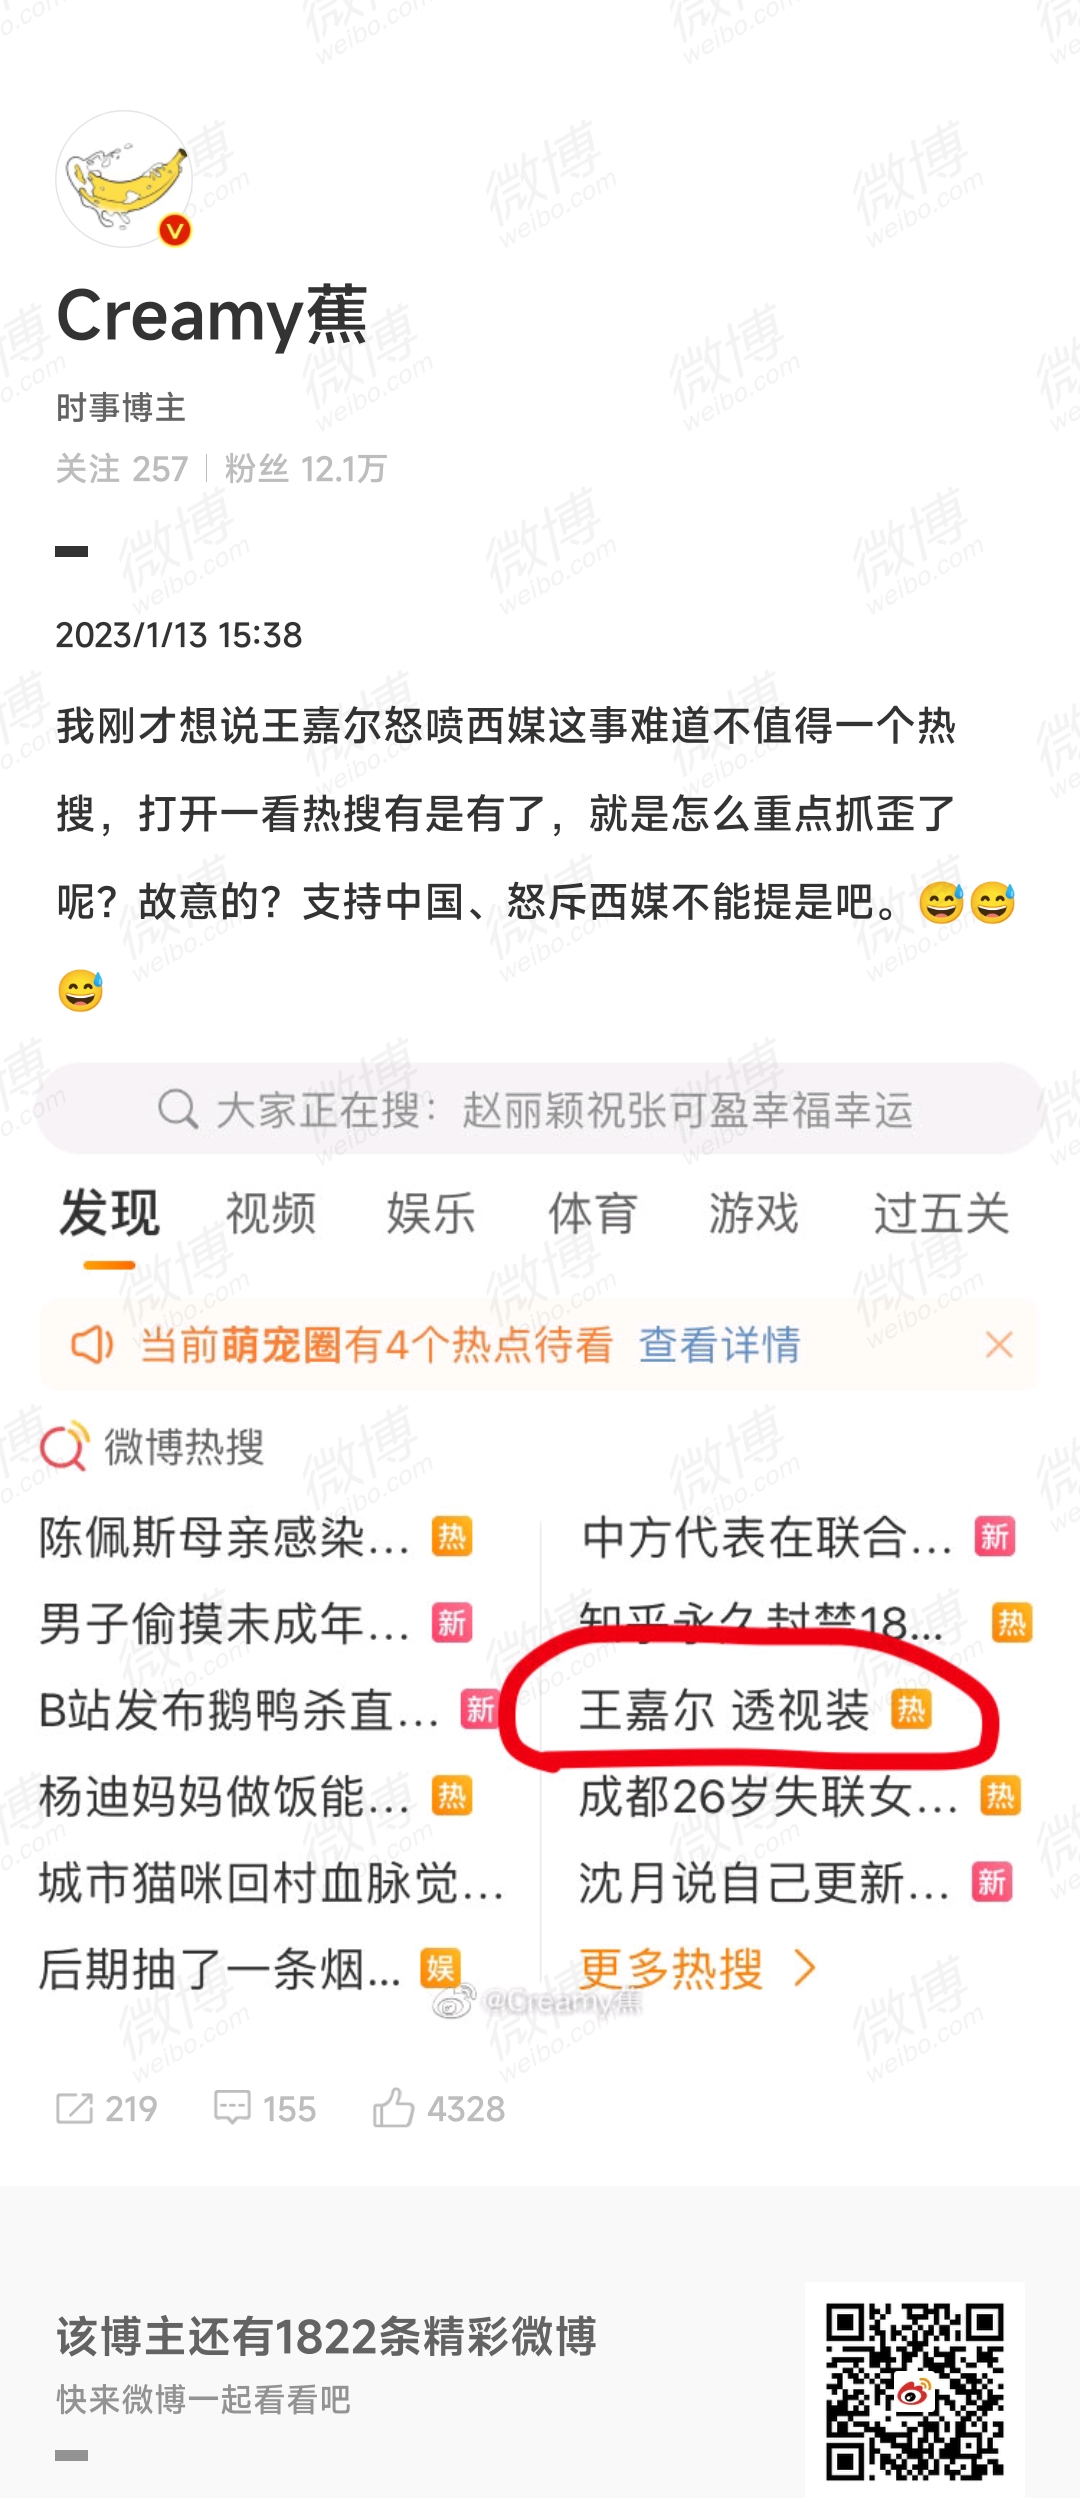 Creamy蕉
时事博主
关注 257 | 粉丝 12.1万
2023/1/13 15:38
我刚才想说王嘉尔怒喷西媒这事难道不值得一个热
搜，打开一看热搜有是有了，就是怎么重点抓歪了
呢？故意的？支持中国、怒斥西媒不能提是吧。😅😅
😅
大家正在搜：赵丽颖祝张可盈幸福幸运
发现 视频 娱乐 体育 游戏 过五关
当前萌宠圈有4个热点待看 查看详情
微博热搜
陈佩斯母亲感染... 热 中方代表在联合... 新
男子偷摸未成年... 新 知乎永久封禁18... 热
B站发布鹅鸭杀直... 新 王嘉尔 透视装 热
杨迪妈妈做饭能... 热 成都26岁失联女... 热
城市猫咪回村血脉觉... 沈月说自己更新... 新
后期抽了一条烟... 娱 更多热搜
@Creamy蕉
219 155 4328
该博主还有1822条精彩微博
快来微博一起看看吧
微博
weibo.com